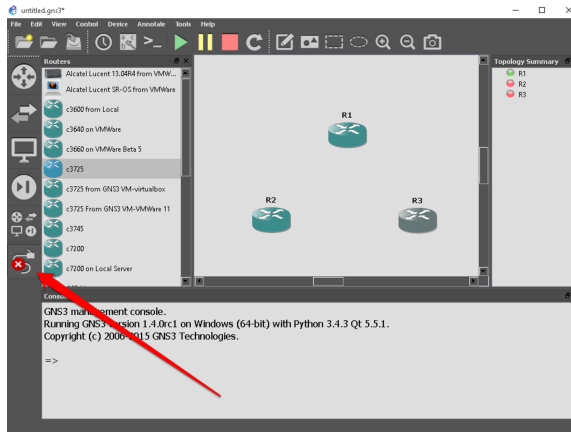 untitled.gns3*
File Edit View Control Device Annotate Tools Help
Routers
Alcatel Lucent 13.04R4 from VMW...
Alcatel Lucent SR-OS from VMWare
c3600 from Local
c3640 on VMWare
c3660 on VMWare Beta 5
c3725
c3725 from GNS3 VM-virtualbox
c3725 From GNS3 VM-VMWare 11
c3745
c7200
c7200 on Local Server
R1
R2
R3
Topology Summary
R1
R2
R3
GNS3 management console.
Running GNS3 version 1.4.0rc1 on Windows (64-bit) with Python 3.4.3 Qt 5.5.1.
Copyright (c) 2006-2015 GNS3 Technologies.
=>